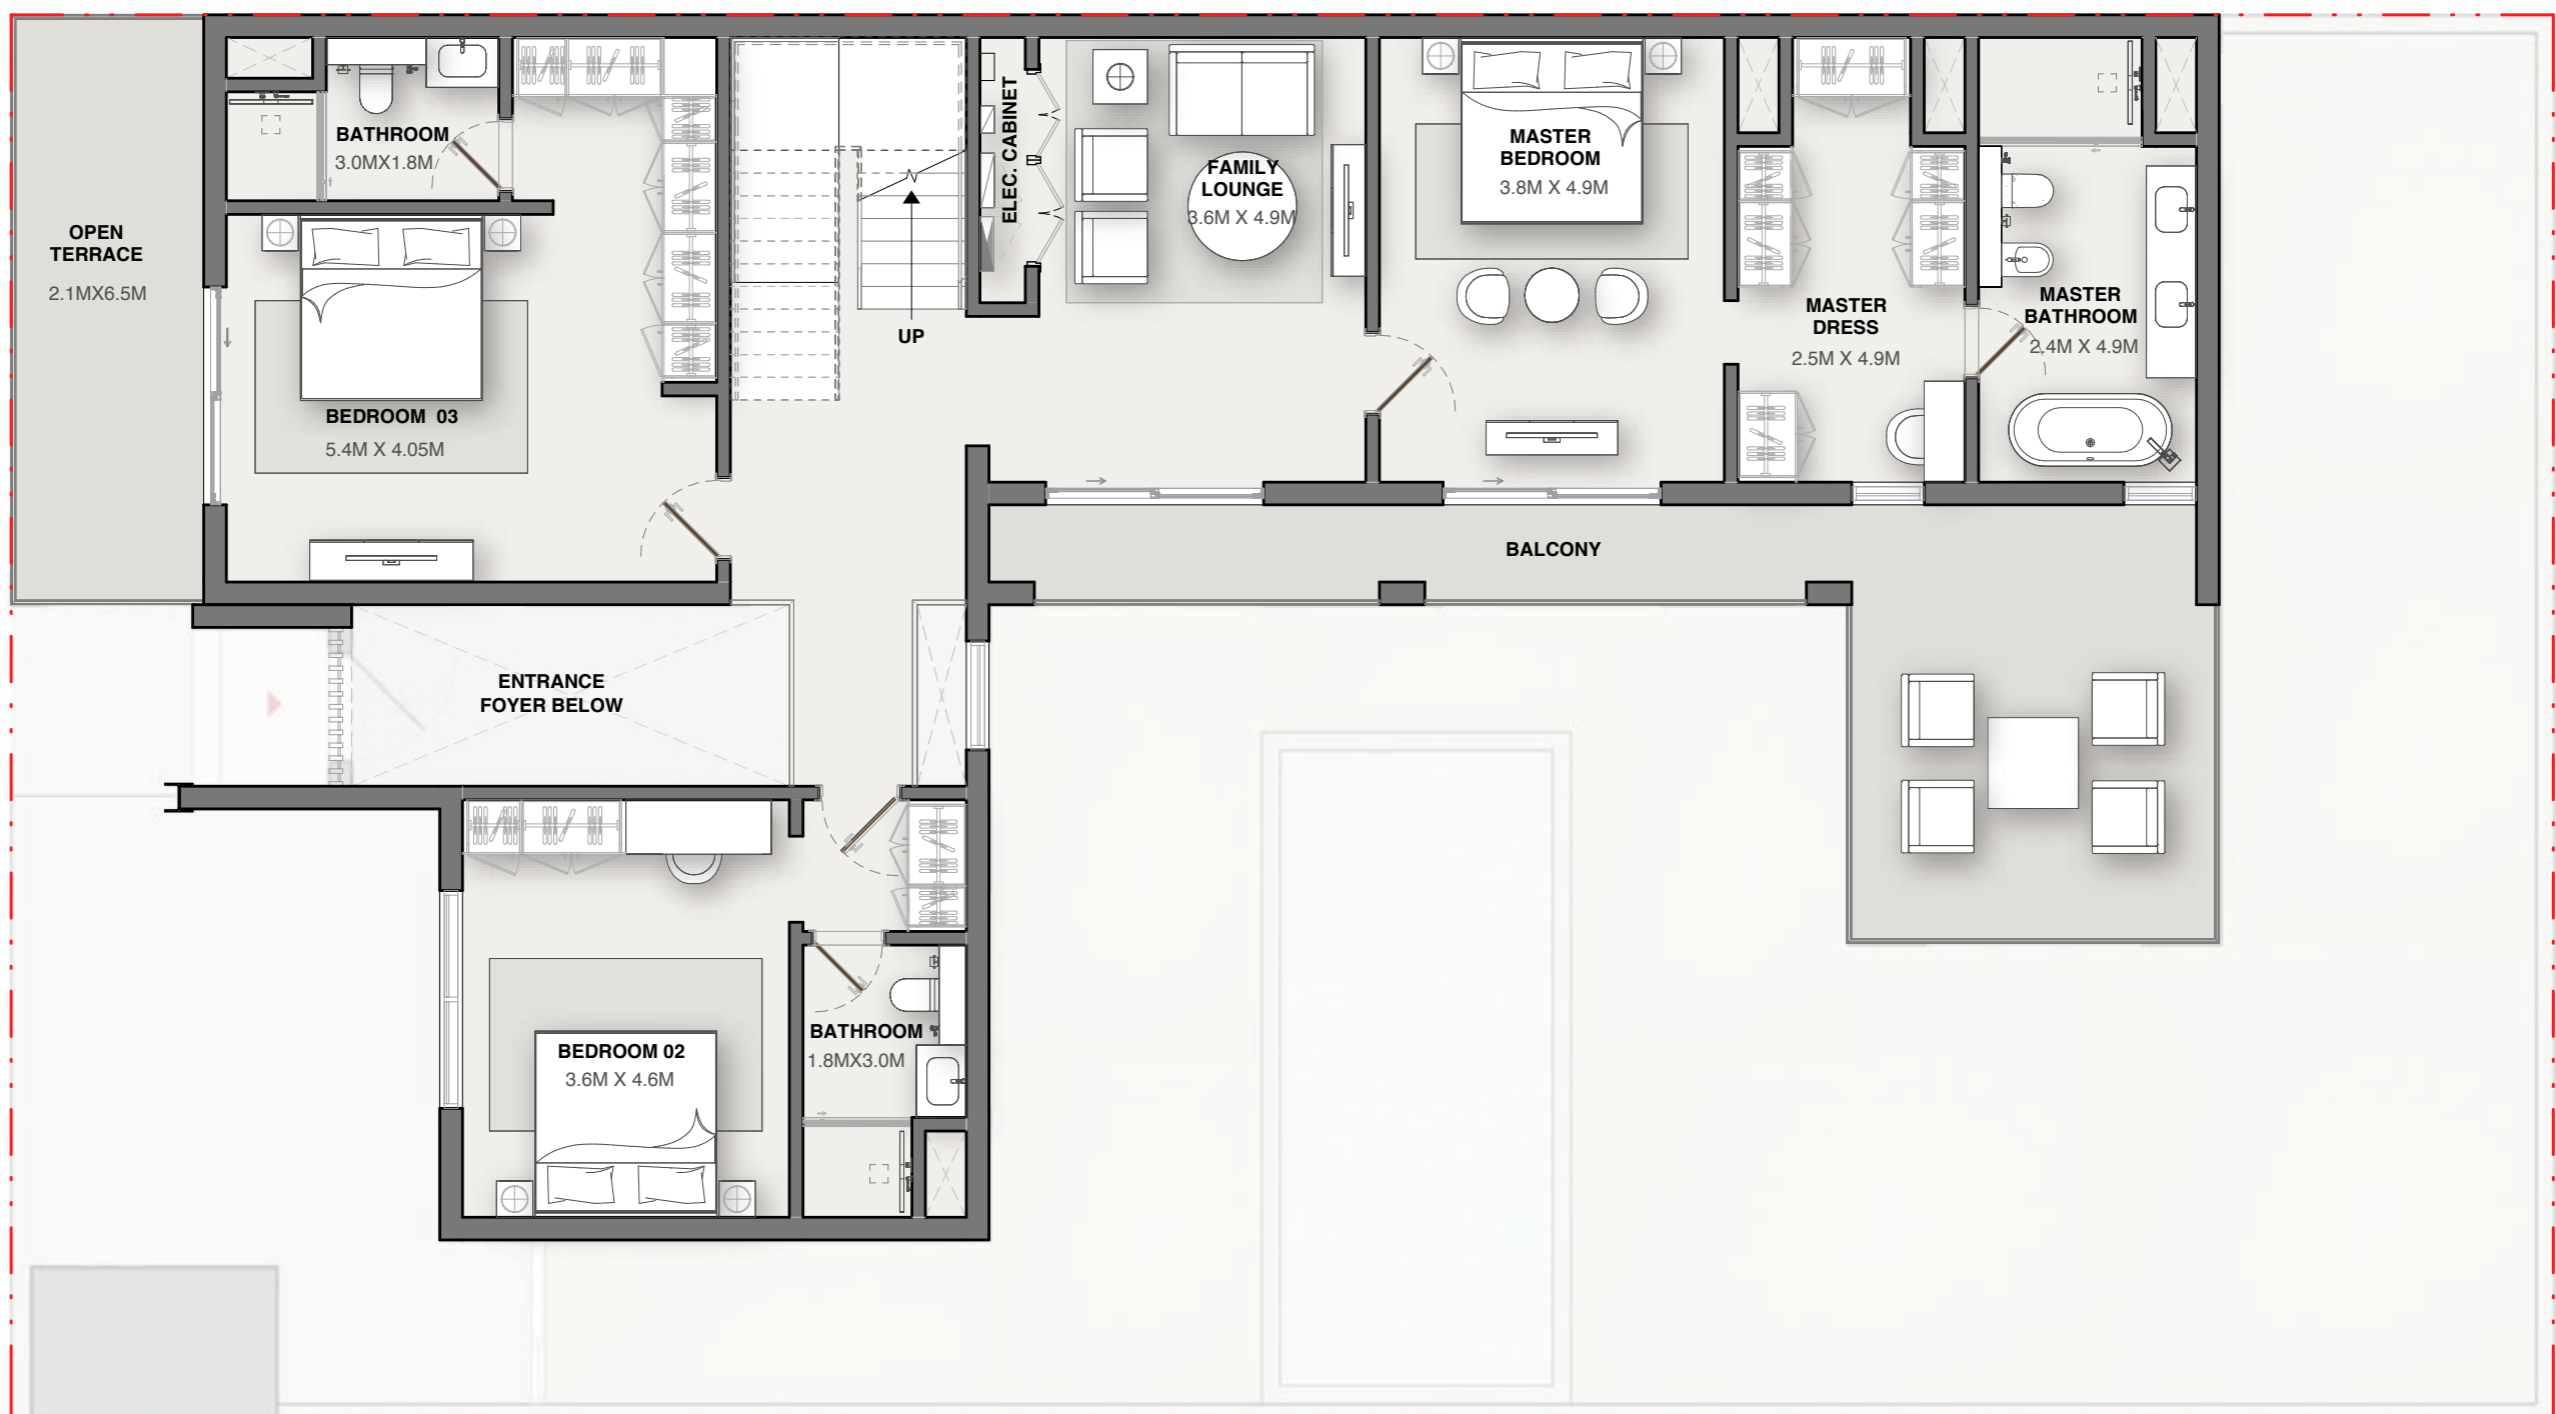 OPEN
TERRACE
2.1MX6.5M
BATHROOM
3.0MX1.8M
BEDROOM  03
5.4M X 4.05M
UP
ELEC. CABINET
FAMILY
LOUNGE
3.6M X 4.9M
MASTER
BEDROOM
3.8M X 4.9M
MASTER
DRESS
2.5M X 4.9M
MASTER
BATHROOM
2.4M X 4.9M
BALCONY
ENTRANCE
FOYER BELOW
BEDROOM 02
3.6M X 4.6M
BATHROOM
1.8MX3.0M